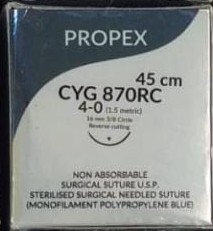 PROPEX
45 cm
CYG 870RC
4-0 (1.5 metric)
16 mm 3/8 Circle
Reverse cutting
NON ABSORBABLE
SURGICAL SUTURE U.S.P.
STERILISED SURGICAL NEEDLED SUTURE
(MONOFILAMENT POLYPROPYLENE BLUE)